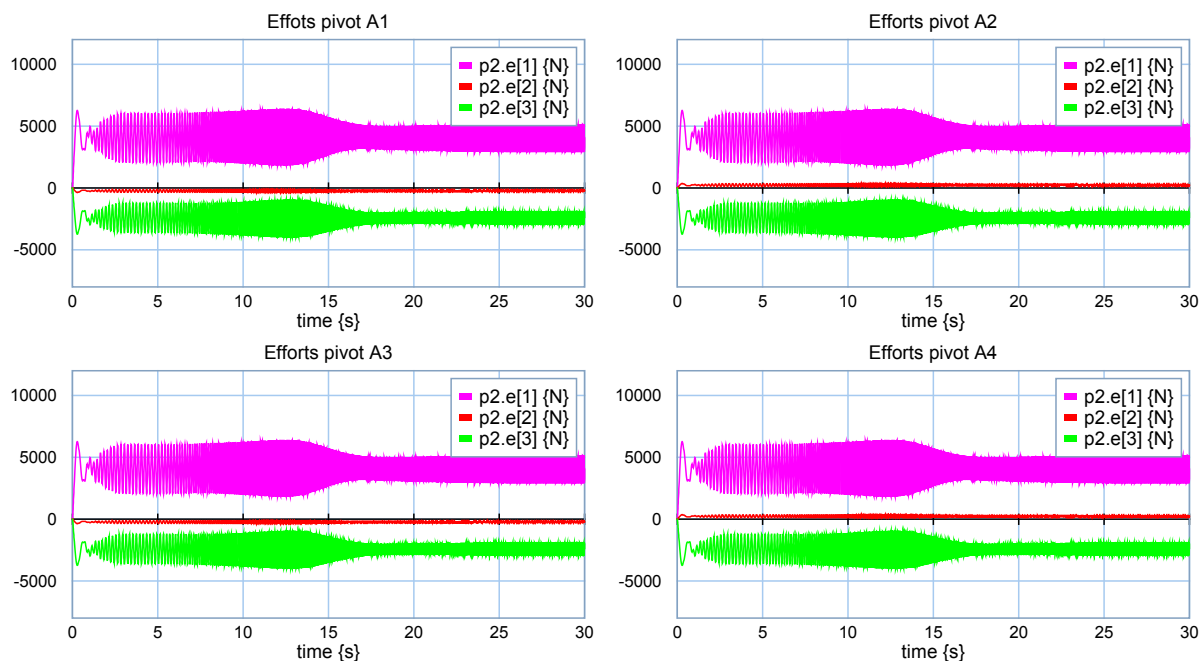 Effots pivot A1
10000
5000
0
-5000
p2.e[1] {N}
p2.e[2] {N}
p2.e[3] {N}
0 5 10 15 20 25 30
time {s}
Efforts pivot A2
10000
5000
0
-5000
p2.e[1] {N}
p2.e[2] {N}
p2.e[3] {N}
0 5 10 15 20 25 30
time {s}
Efforts pivot A3
10000
5000
0
-5000
p2.e[1] {N}
p2.e[2] {N}
p2.e[3] {N}
0 5 10 15 20 25 30
time {s}
Efforts pivot A4
10000
5000
0
-5000
p2.e[1] {N}
p2.e[2] {N}
p2.e[3] {N}
0 5 10 15 20 25 30
time {s}